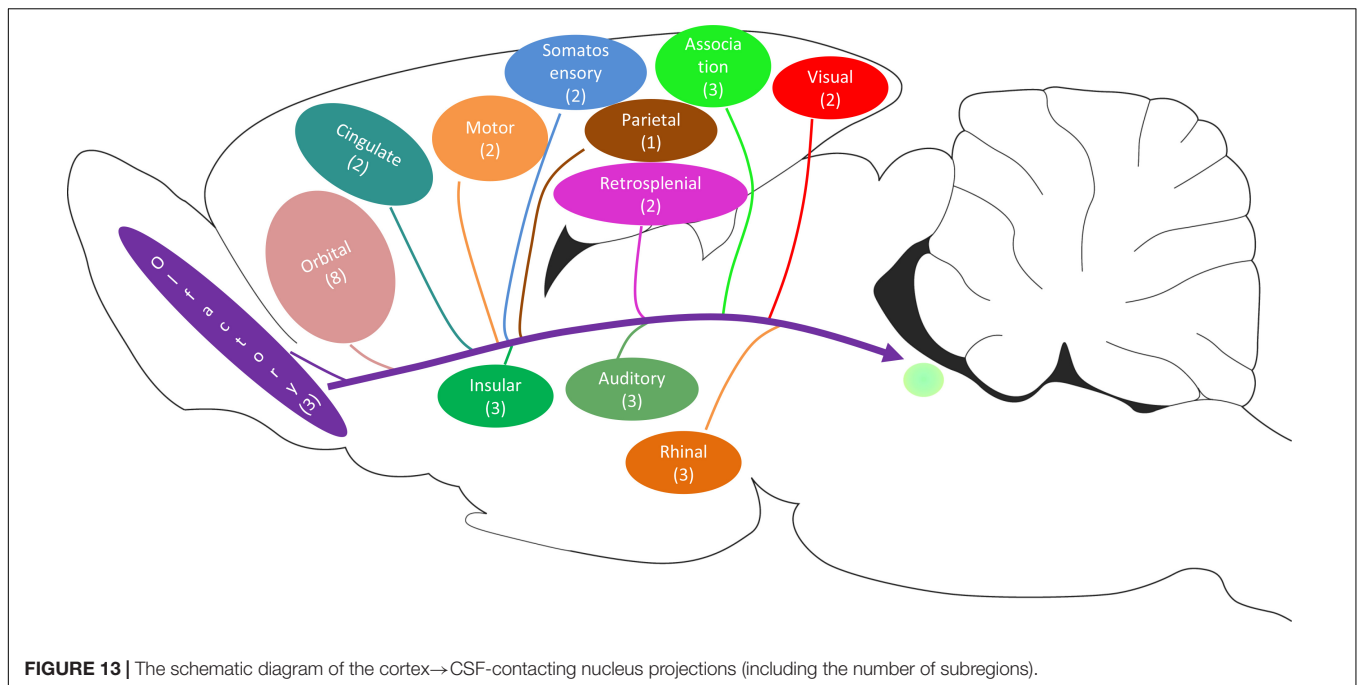 Somatos
ensory
(2)
Associa
tion
(3)
Visual
(2)
Cingulate
(2)
Motor
(2)
Parietal
(1)
Retrosplenial
(2)
Orbital
(8)
Olfactory(3)
Insular
(3)
Auditory
(3)
Rhinal
(3)
FIGURE 13 | The schematic diagram of the cortex→CSF-contacting nucleus projections (including the number of subregions).